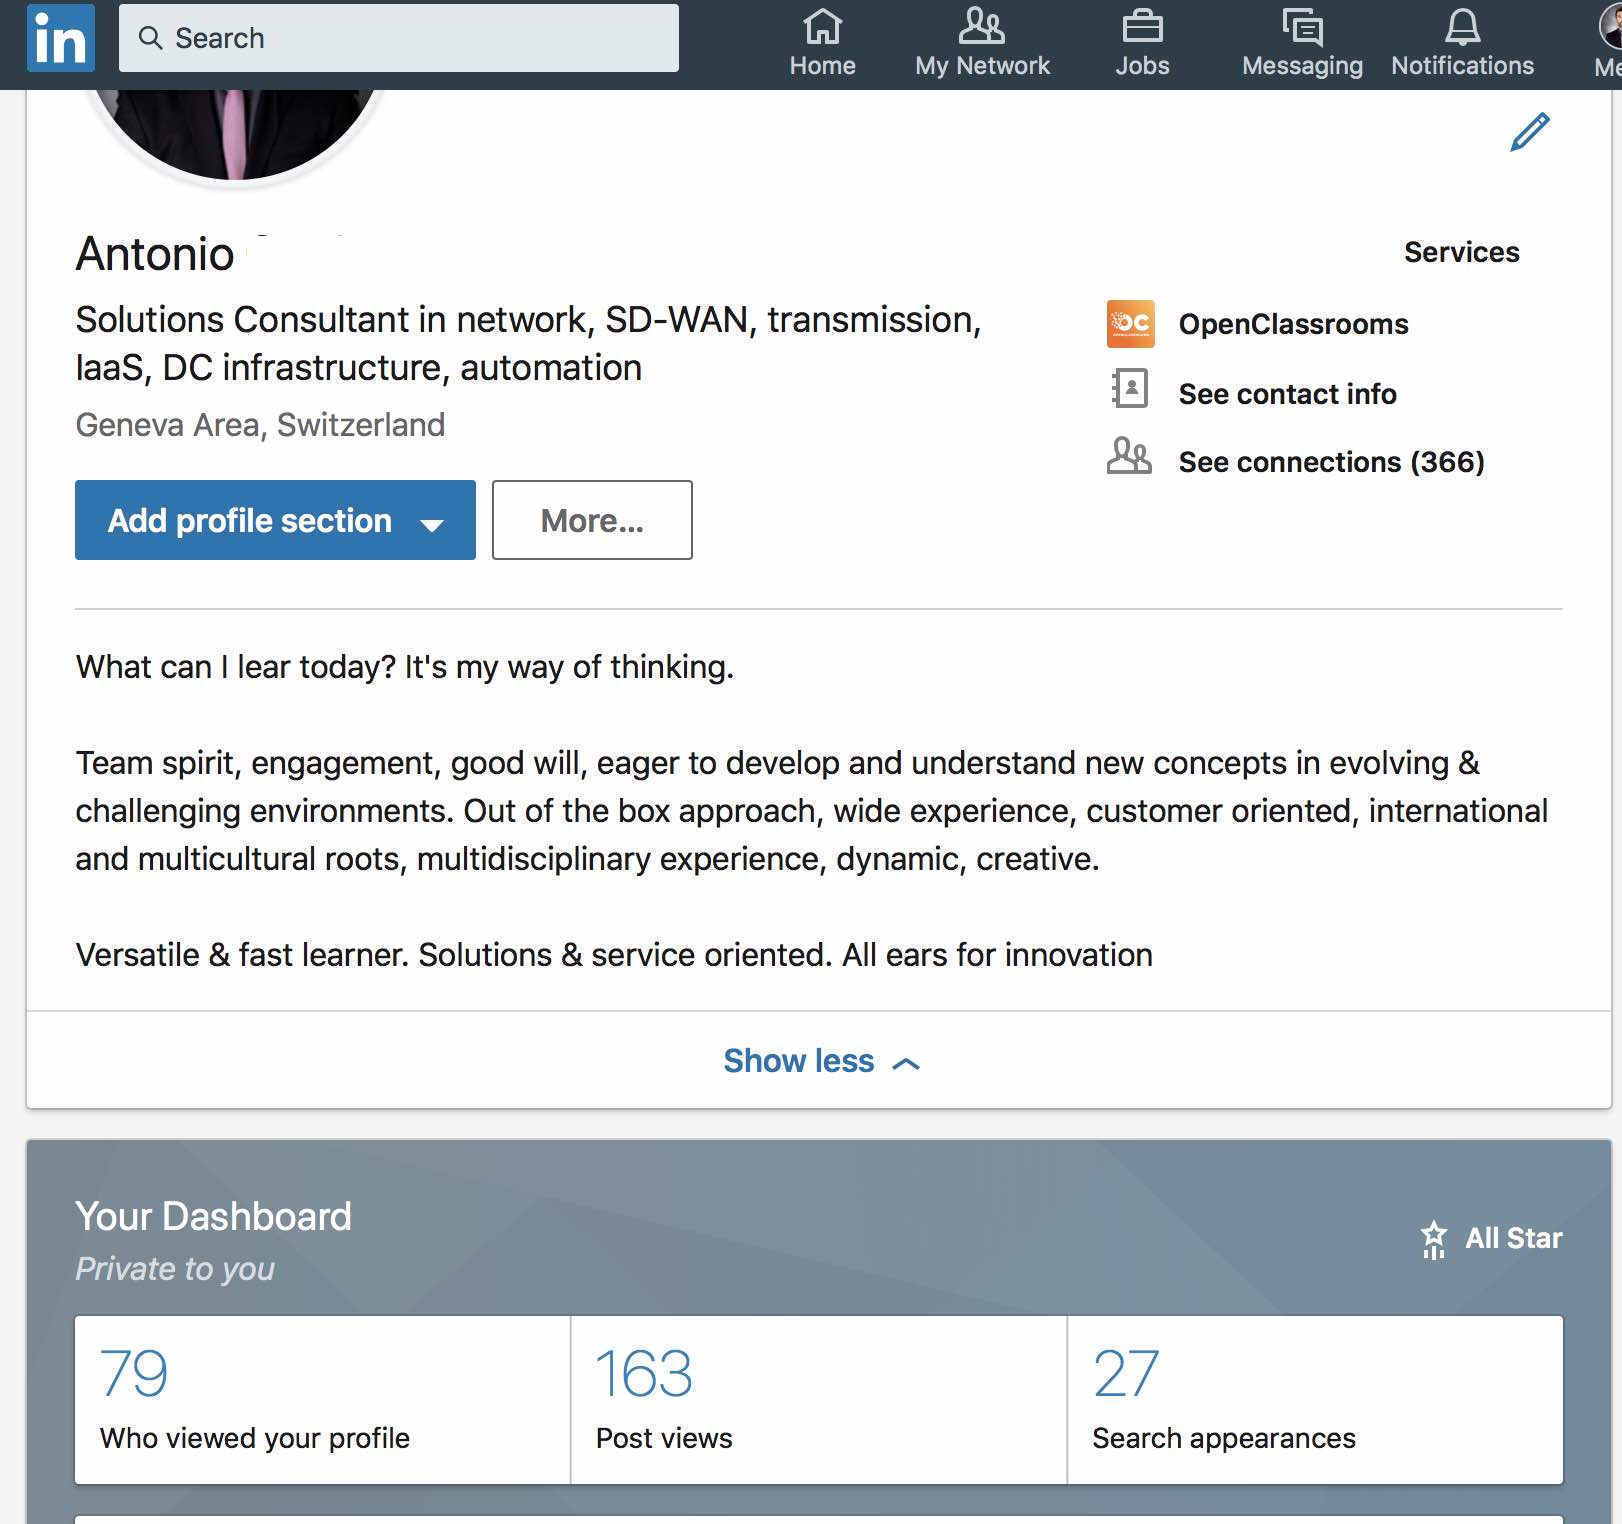 in
Search
Home
My Network
Jobs
Messaging
Notifications
Antonio
Services
Solutions Consultant in network, SD-WAN, transmission,
IaaS, DC infrastructure, automation
OC
OpenClassrooms
Geneva Area, Switzerland
See contact info
See connections (366)
Add profile section
More...
What can I lear today? It's my way of thinking.
Team spirit, engagement, good will, eager to develop and understand new concepts in evolving &
challenging environments. Out of the box approach, wide experience, customer oriented, international
and multicultural roots, multidisciplinary experience, dynamic, creative.
Versatile & fast learner. Solutions & service oriented. All ears for innovation
Show less
Your Dashboard
Private to you
All Star
79
Who viewed your profile
163
Post views
27
Search appearances